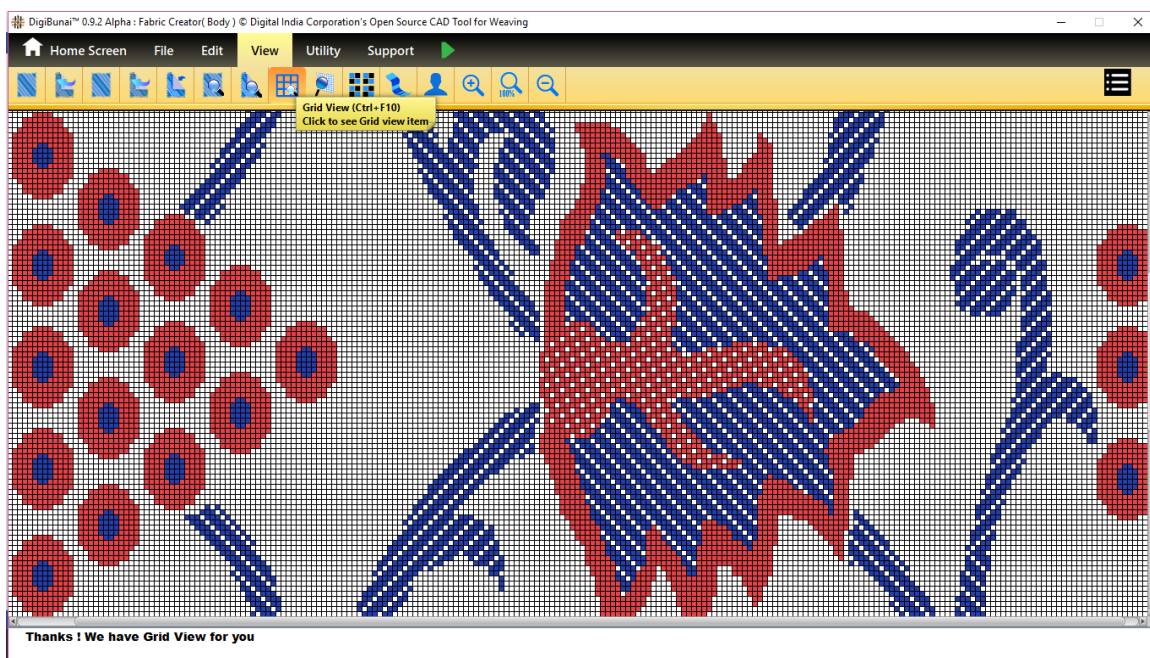 DigiBunai™ 0.9.2 Alpha : Fabric Creator( Body ) © Digital India Corporation's Open Source CAD Tool for Weaving
Home Screen File Edit View Utility Support
100%
Grid View (Ctrl+F10)
Click to see Grid view item
Thanks ! We have Grid View for you